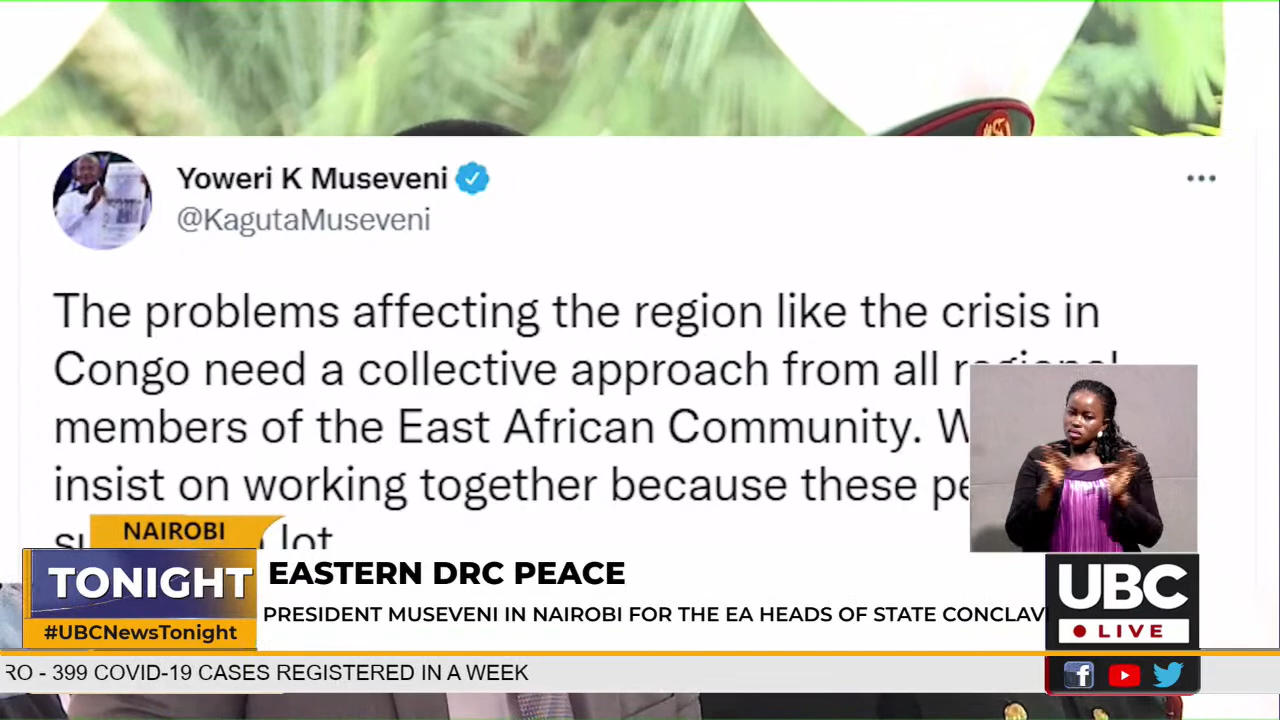 Yoweri K Museveni
@KagutaMuseveni
The problems affecting the region like the crisis in
Congo need a collective approach from all regional
members of the East African Community. W
insist on working together because these pe
lot
NAIROBI
TONIGHT
#UBCNewsTonight
EASTERN DRC PEACE
PRESIDENT MUSEVENI IN NAIROBI FOR THE EA HEADS OF STATE CONCLAV
UBC
LIVE
RO - 399 COVID-19 CASES REGISTERED IN A WEEK